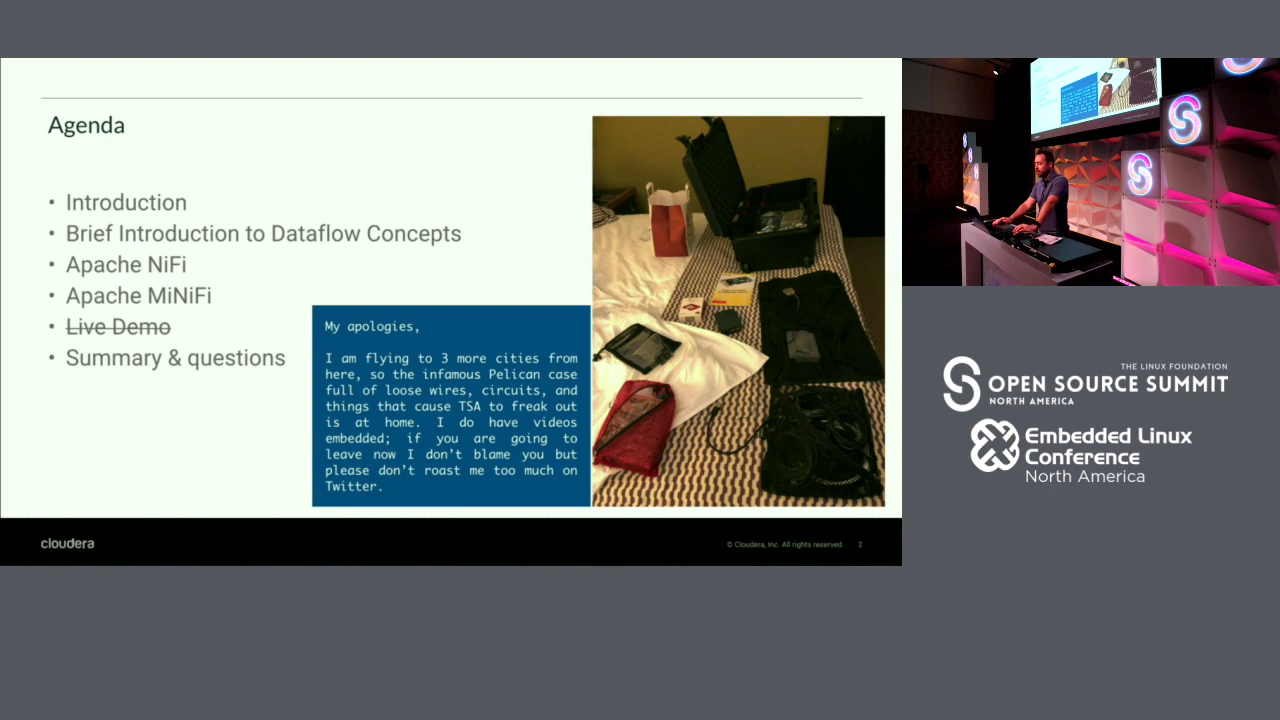 Agenda
• Introduction
• Brief Introduction to Dataflow Concepts
• Apache NiFi
• Apache MiNiFi
• Live Demo
• Summary & questions
My apologies,
I am flying to 3 more cities from
here, so the infamous Pelican case
full of loose wires, circuits, and
things that cause TSA to freak out
is at home. I do have videos
embedded; if you are going to
leave now I don't blame you but
please don't roast me too much on
Twitter.
cloudera
© Cloudera, Inc. All rights reserved.
2
THE LINUX FOUNDATION
OPEN SOURCE SUMMIT
NORTH AMERICA
Embedded Linux
Conference
North America